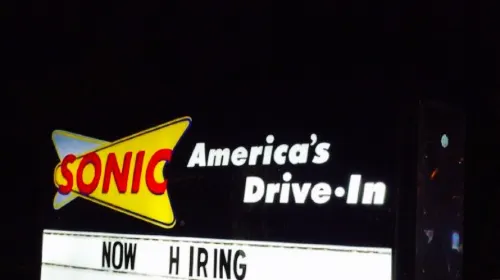 SONIC
America's
Drive-In
NOW HIRING